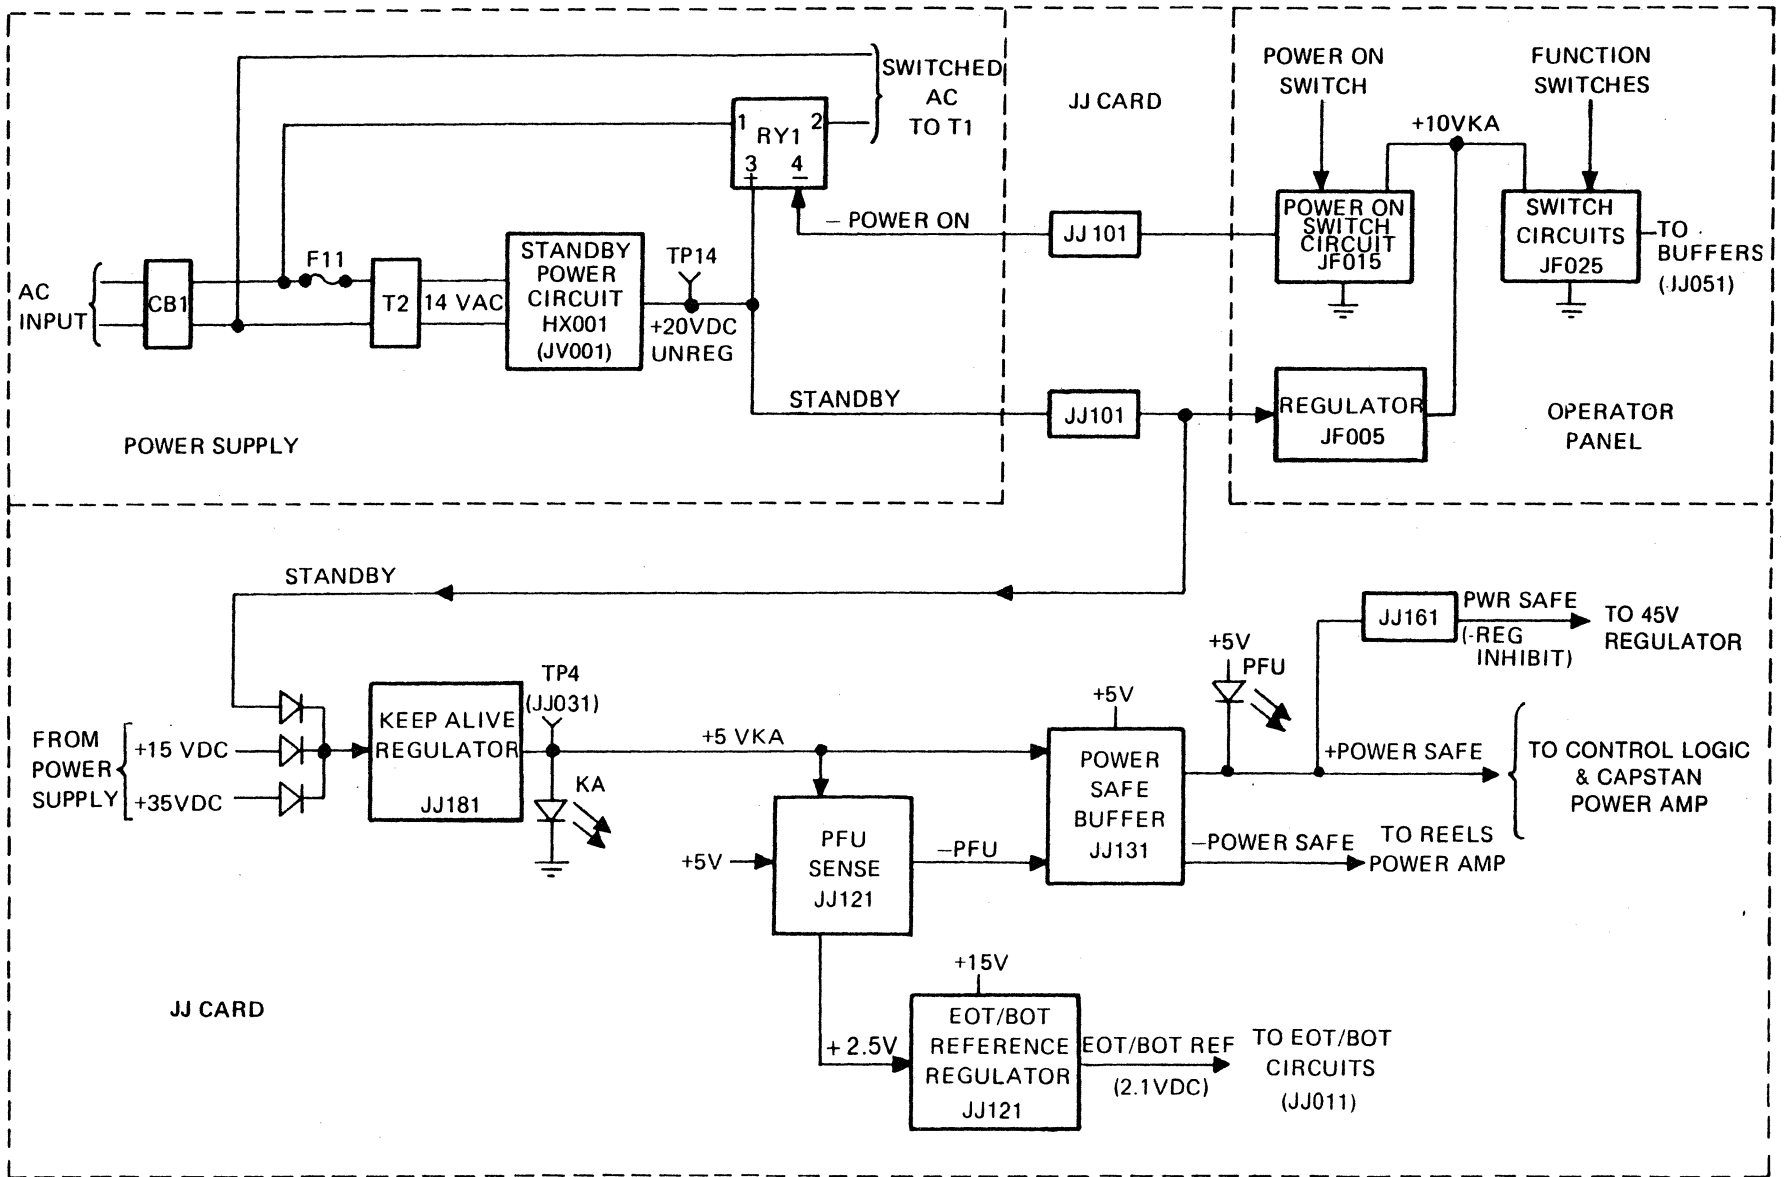 SWITCHED
AC
TO T1
1 RY1 2
3 4
JJ CARD
POWER ON
SWITCH
FUNCTION
SWITCHES
+10VKA
– POWER ON
JJ101
POWER ON
SWITCH
CIRCUIT
JF015
SWITCH
CIRCUITS
JF025
TO
BUFFERS
(JJ051)
AC
INPUT
CB1
F11
T2
14 VAC
STANDBY
POWER
CIRCUIT
HX001
(JV001)
TP14
+20VDC
UNREG
STANDBY
JJ101
REGULATOR
JF005
OPERATOR
PANEL
POWER SUPPLY
STANDBY
FROM
POWER
SUPPLY
+15 VDC
+35VDC
KEEP ALIVE
REGULATOR
JJ181
TP4
(JJ031)
KA
+5 VKA
+5V
PFU
SENSE
JJ121
–PFU
+5V
POWER
SAFE
BUFFER
JJ131
+5V
PFU
JJ161
PWR SAFE
(-REG
INHIBIT)
TO 45V
REGULATOR
+POWER SAFE
TO CONTROL LOGIC
& CAPSTAN
POWER AMP
–POWER SAFE
TO REELS
POWER AMP
+ 2.5V
+15V
EOT/BOT
REFERENCE
REGULATOR
JJ121
EOT/BOT REF
(2.1VDC)
TO EOT/BOT
CIRCUITS
(JJ011)
JJ CARD